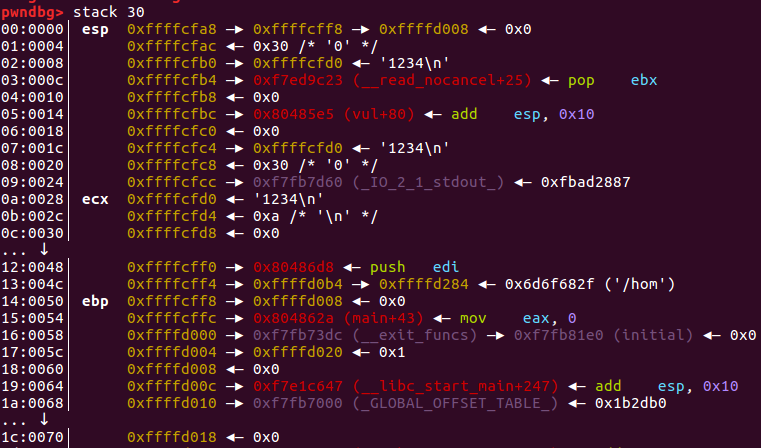 pwndbg> stack 30
00:0000│ esp 0xffffcfa8 —▸ 0xffffcff8 —▸ 0xffffd008 ◂— 0x0
01:0004│ 0xffffcfac ◂— 0x30 /* '0' */
02:0008│ 0xffffcfb0 —▸ 0xffffcfd0 ◂— '1234\n'
03:000c│ 0xffffcfb4 —▸ 0xf7ed9c23 (__read_nocancel+25) ◂— pop ebx
04:0010│ 0xffffcfb8 ◂— 0x0
05:0014│ 0xffffcfbc —▸ 0x80485e5 (vul+80) ◂— add esp, 0x10
06:0018│ 0xffffcfc0 ◂— 0x0
07:001c│ 0xffffcfc4 —▸ 0xffffcfd0 ◂— '1234\n'
08:0020│ 0xffffcfc8 ◂— 0x30 /* '0' */
09:0024│ 0xffffcfcc —▸ 0xf7fb7d60 (_IO_2_1_stdout_) ◂— 0xfbad2887
0a:0028│ ecx 0xffffcfd0 ◂— '1234\n'
0b:002c│ 0xffffcfd4 ◂— 0xa /* '\n' */
0c:0030│ 0xffffcfd8 ◂— 0x0
... ↓
12:0048│ 0xffffcff0 —▸ 0x80486d8 ◂— push edi
13:004c│ 0xffffcff4 —▸ 0xffffd0b4 —▸ 0xffffd284 ◂— 0x6d6f682f ('/hom')
14:0050│ ebp 0xffffcff8 —▸ 0xffffd008 ◂— 0x0
15:0054│ 0xffffcffc —▸ 0x804862a (main+43) ◂— mov eax, 0
16:0058│ 0xffffd000 —▸ 0xf7fb73dc (__exit_funcs) —▸ 0xf7fb81e0 (initial) ◂— 0x0
17:005c│ 0xffffd004 —▸ 0xffffd020 ◂— 0x1
18:0060│ 0xffffd008 ◂— 0x0
19:0064│ 0xffffd00c —▸ 0xf7e1c647 (__libc_start_main+247) ◂— add esp, 0x10
1a:0068│ 0xffffd010 —▸ 0xf7fb7000 (_GLOBAL_OFFSET_TABLE_) ◂— 0x1b2db0
... ↓
1c:0070│ 0xffffd018 ◂— 0x0